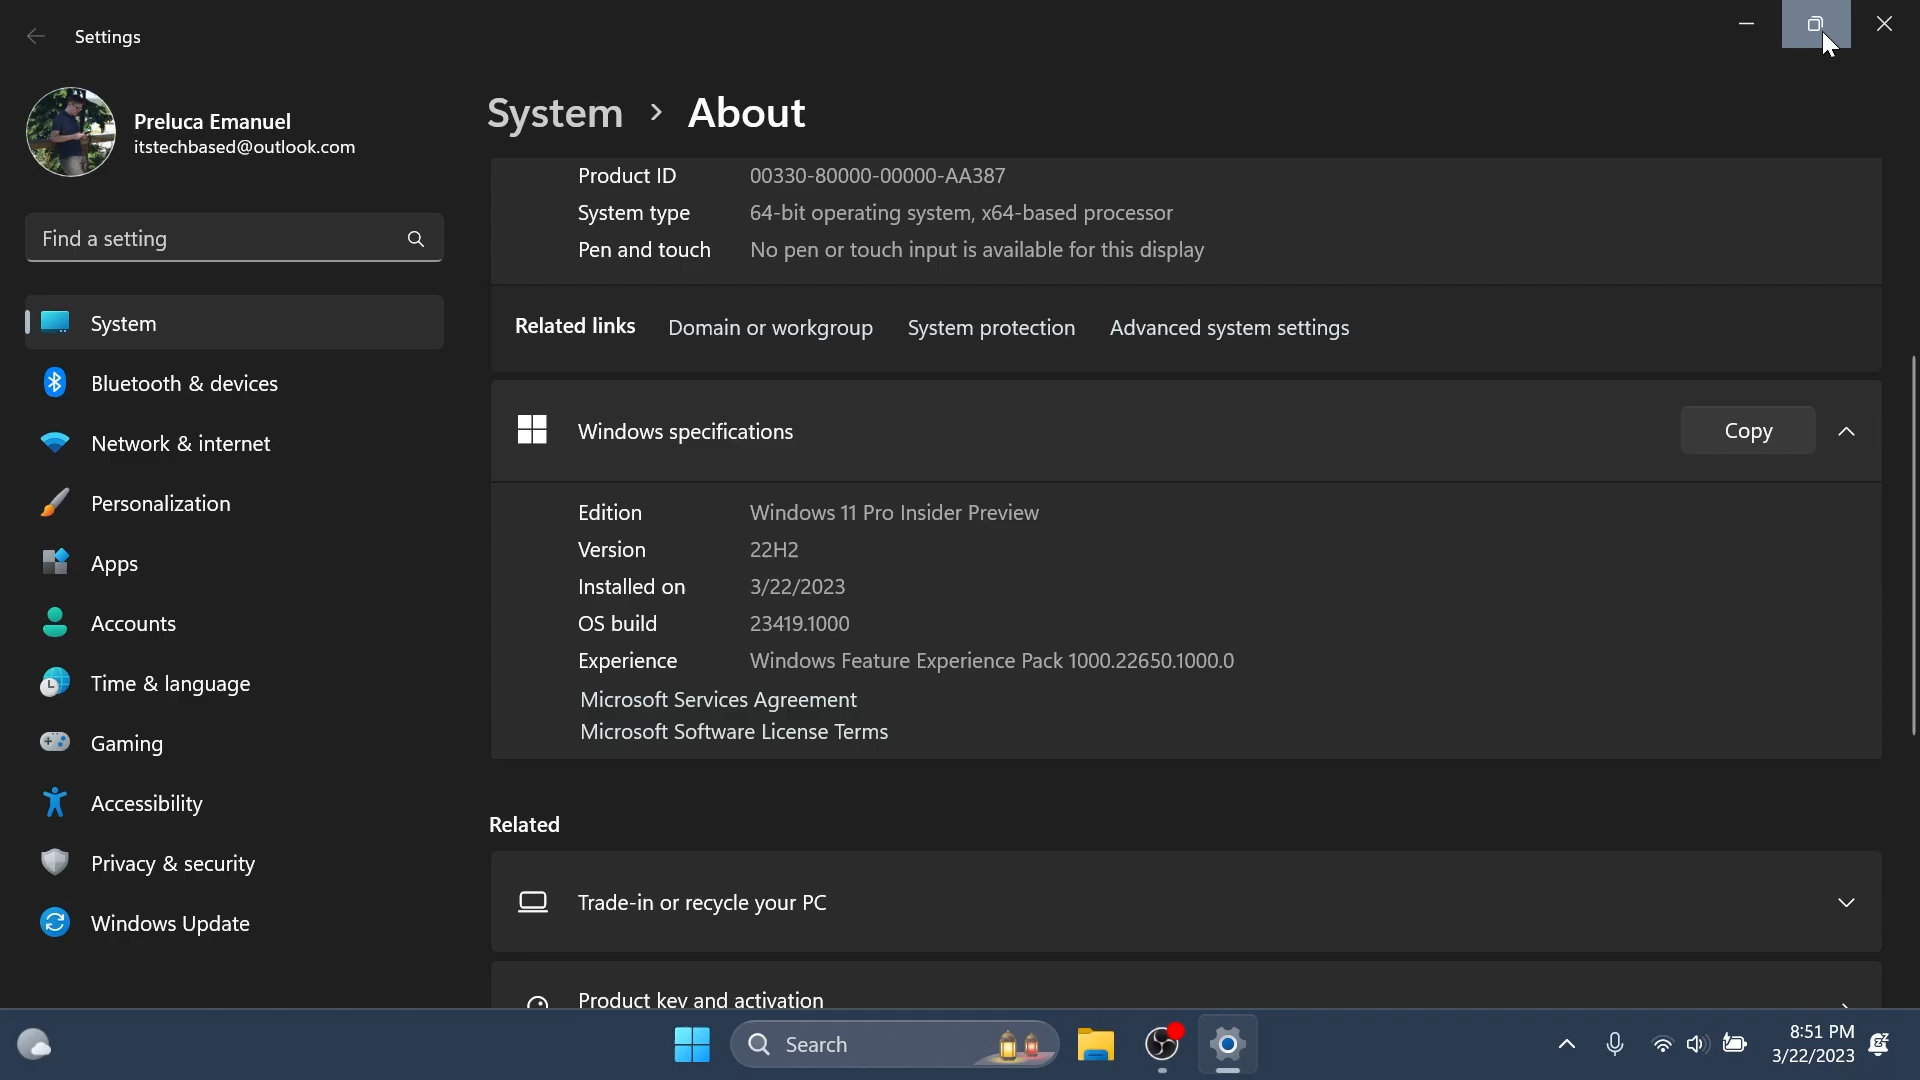 Settings
Preluca Emanuel
itstechbased@outlook.com
Find a setting
System
Bluetooth & devices
Network & internet
Personalization
Apps
Accounts
Time & language
Gaming
Accessibility
Privacy & security
Windows Update
System > About
Product ID 00330-80000-00000-AA387
System type 64-bit operating system, x64-based processor
Pen and touch No pen or touch input is available for this display
Related links Domain or workgroup System protection Advanced system settings
Windows specifications Copy
Edition Windows 11 Pro Insider Preview
Version 22H2
Installed on 3/22/2023
OS build 23419.1000
Experience Windows Feature Experience Pack 1000.22650.1000.0
Microsoft Services Agreement
Microsoft Software License Terms
Related
Trade-in or recycle your PC
Product key and activation
Search
8:51 PM
3/22/2023